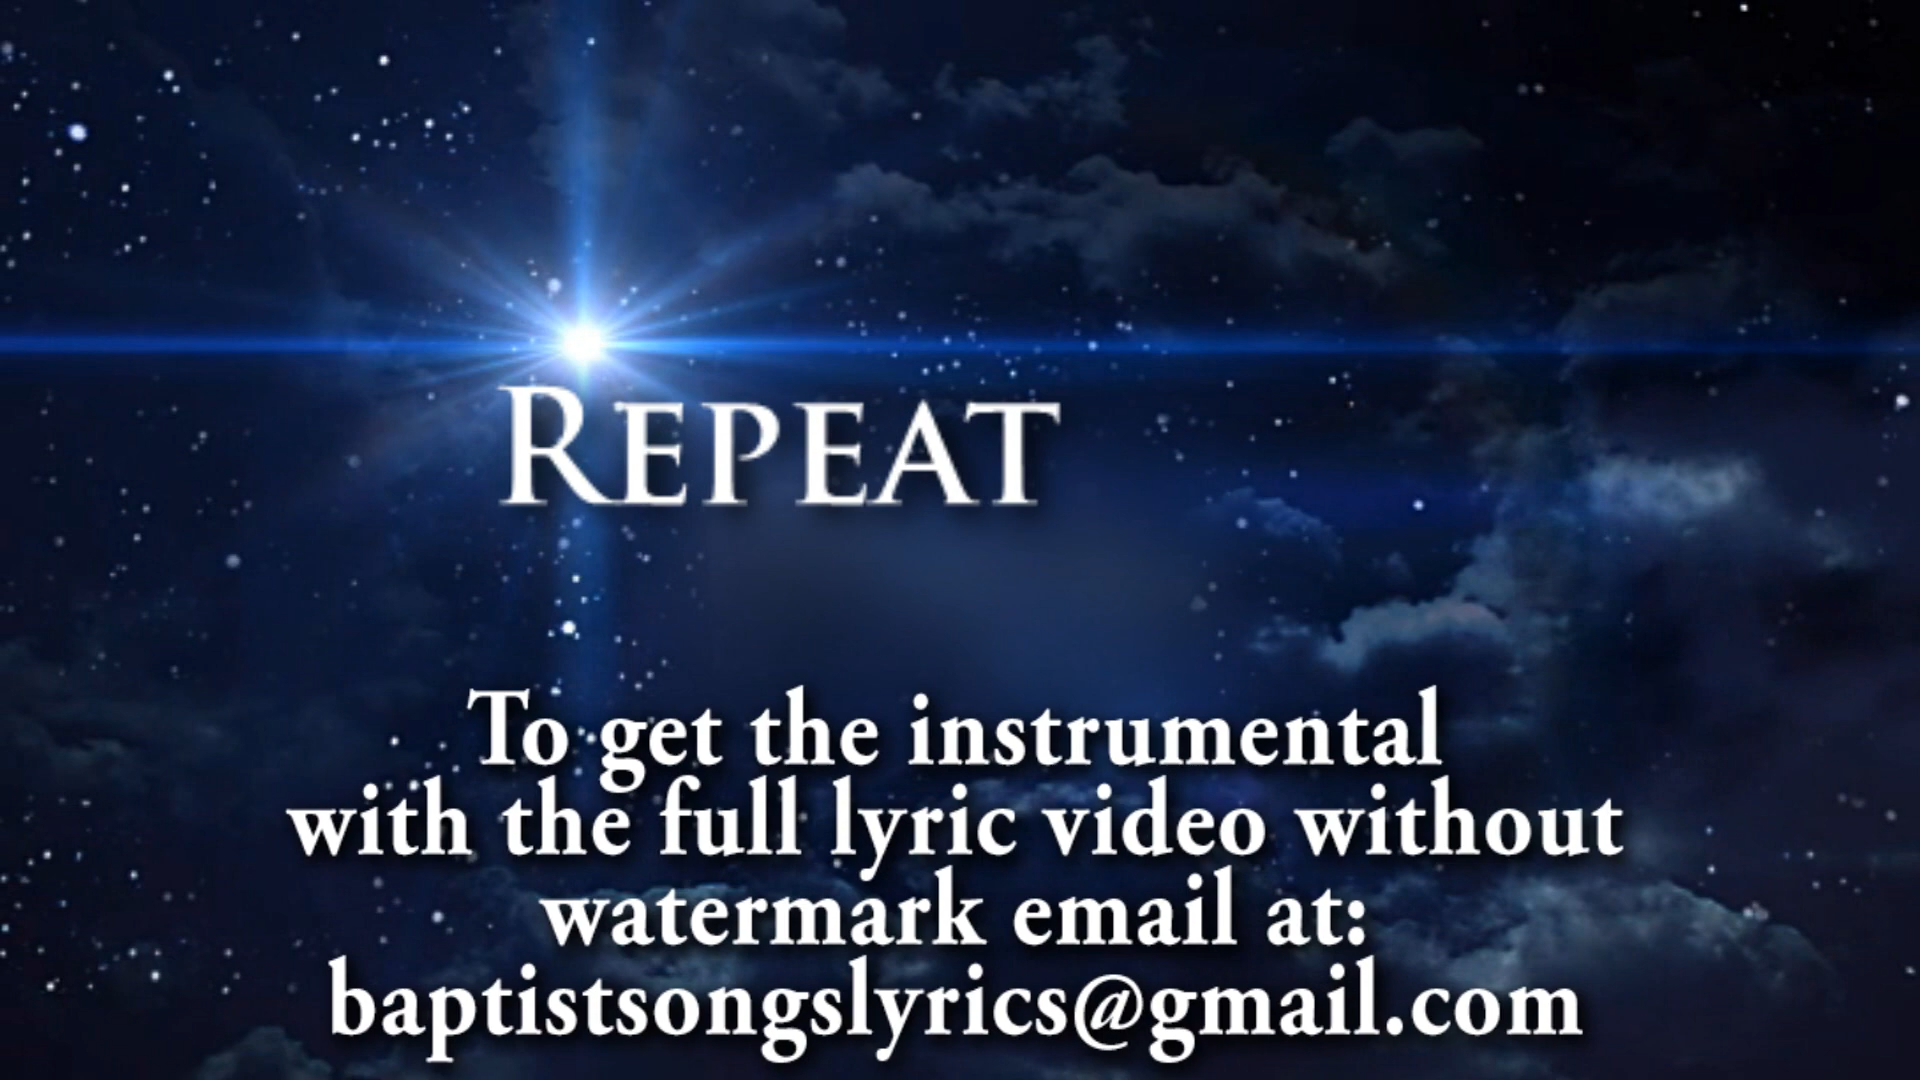 REPEAT
To get the instrumental
with the full lyric video without
watermark email at:
baptistsongslyrics@gmail.com